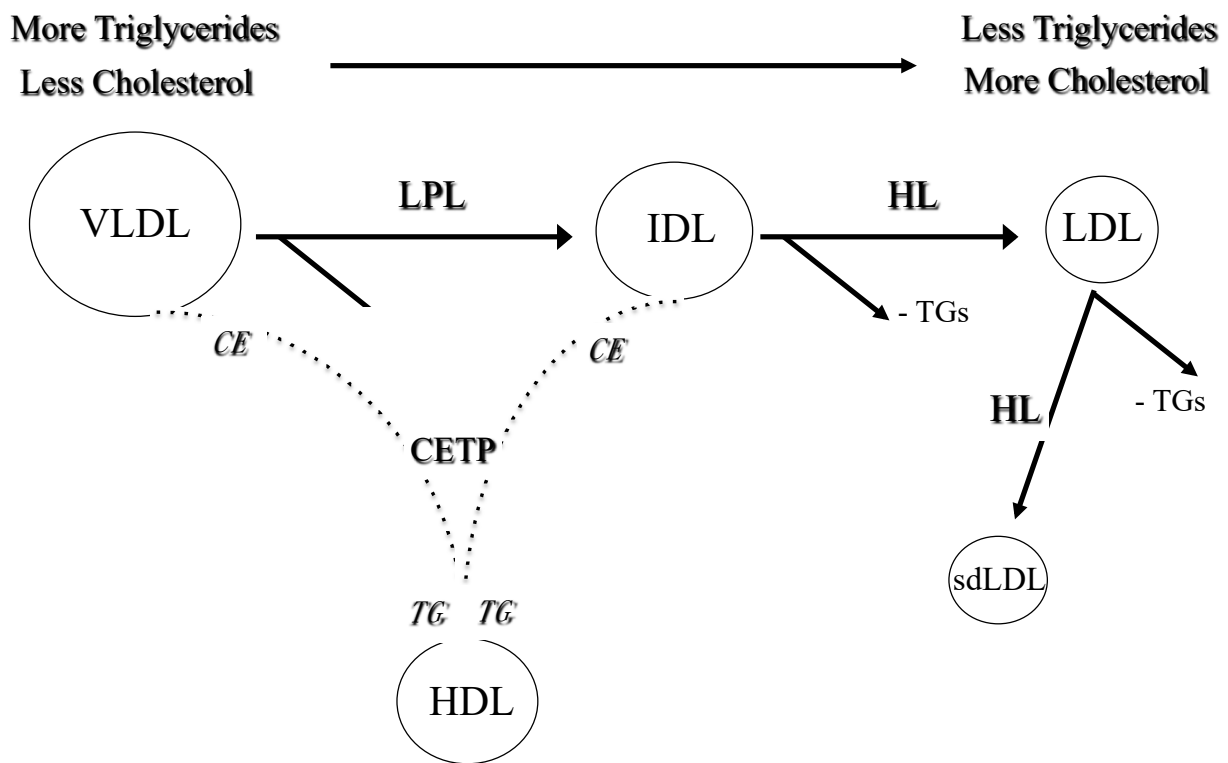 More Triglycerides
Less Cholesterol
Less Triglycerides
More Cholesterol
VLDL
LPL
IDL
HL
LDL
CE
CE
- TGs
- TGs
HL
CETP
sdLDL
TG TG
HDL